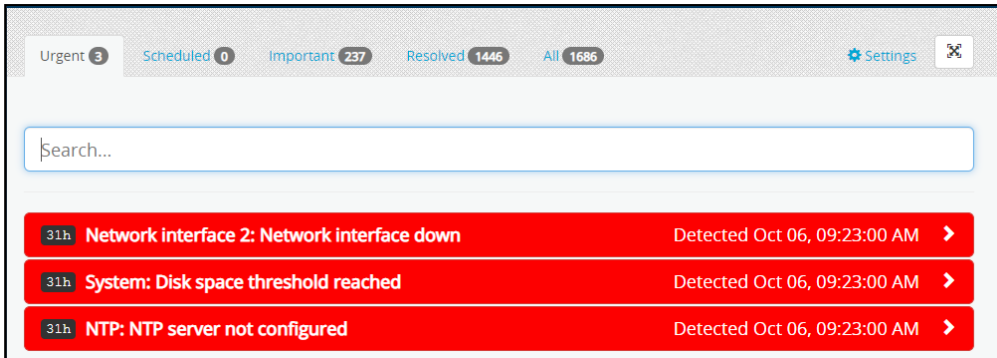 Urgent 3 Scheduled 0 Important 237 Resolved 1446 All 1686 Settings
Search...
31h Network interface 2: Network interface down Detected Oct 06, 09:23:00 AM
31h System: Disk space threshold reached Detected Oct 06, 09:23:00 AM
31h NTP: NTP server not configured Detected Oct 06, 09:23:00 AM